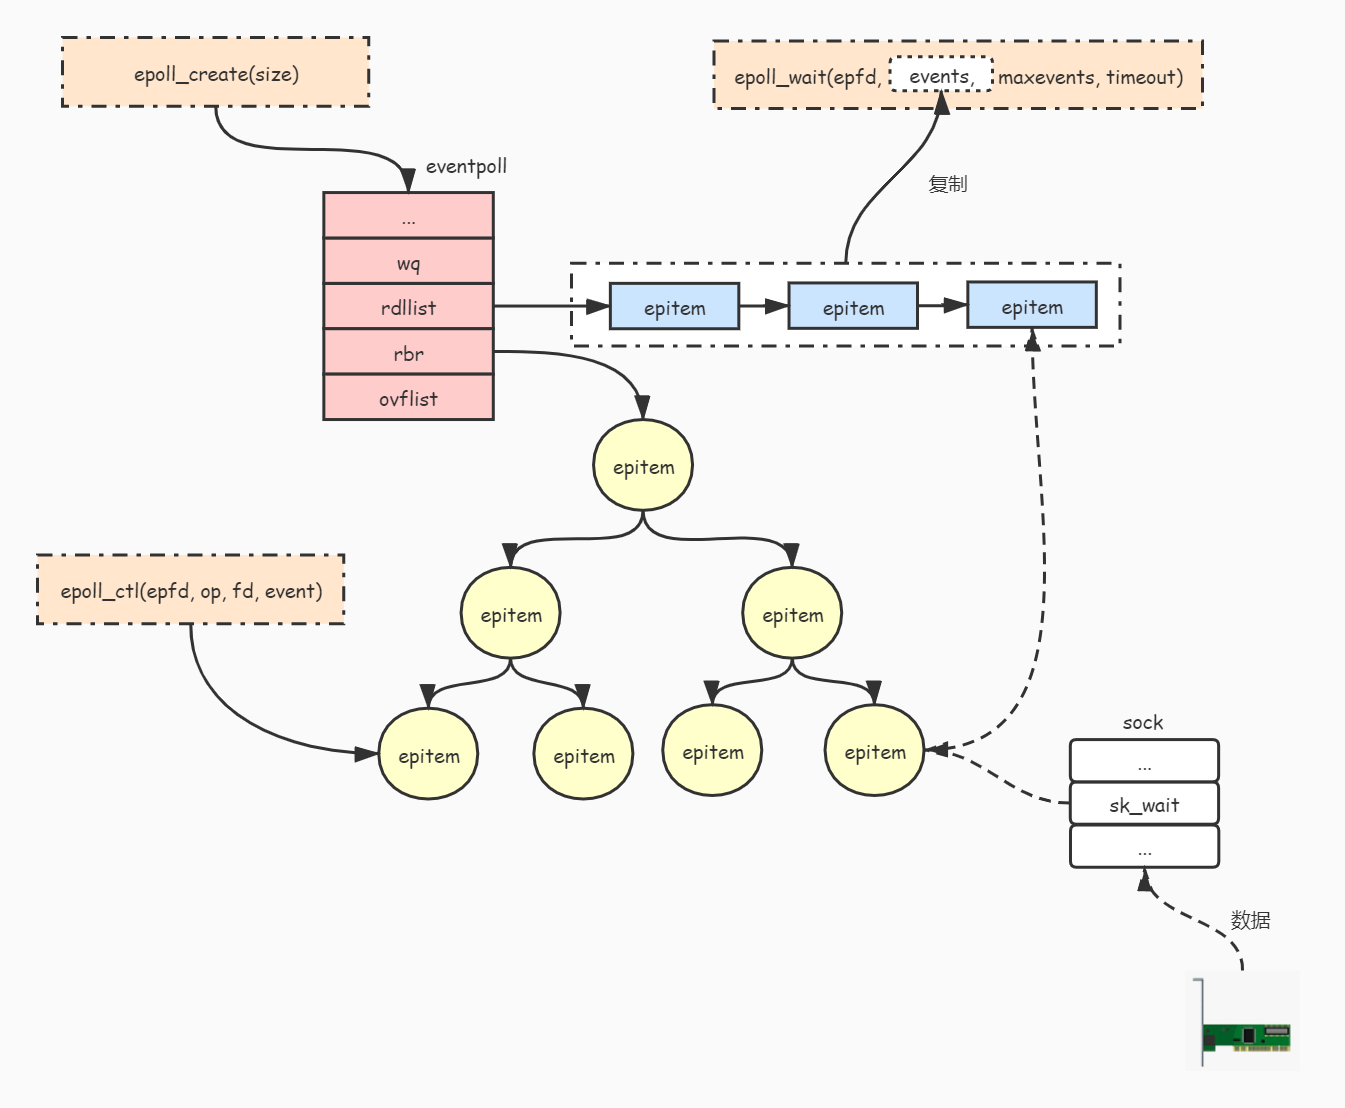 epoll_create(size)
epoll_wait(epfd, events, maxevents, timeout)
eventpoll
复制
...
wq
rdllist
epitem
epitem
epitem
rbr
ovflist
epitem
epoll_ctl(epfd, op, fd, event)
epitem
epitem
epitem
epitem
epitem
epitem
sock
...
sk_wait
...
数据